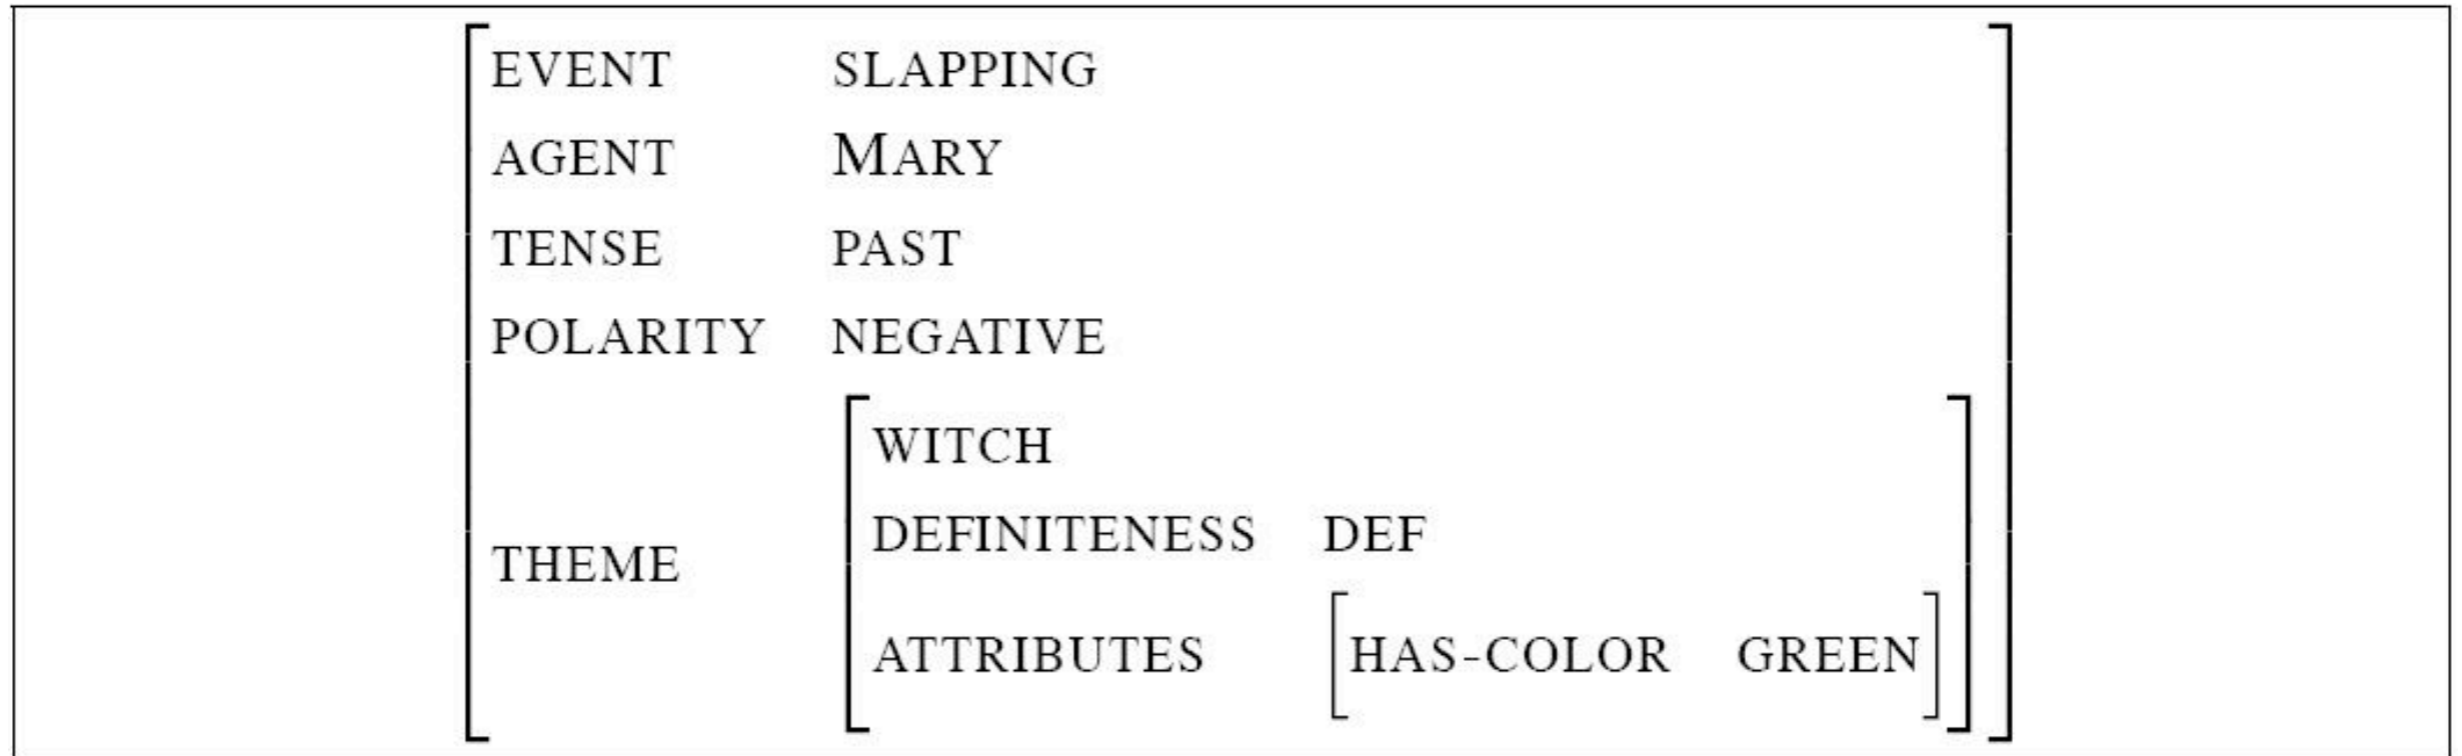 EVENT SLAPPING
AGENT MARY
TENSE PAST
POLARITY NEGATIVE
WITCH
DEFINITENESS DEF
THEME
ATTRIBUTES HAS-COLOR GREEN